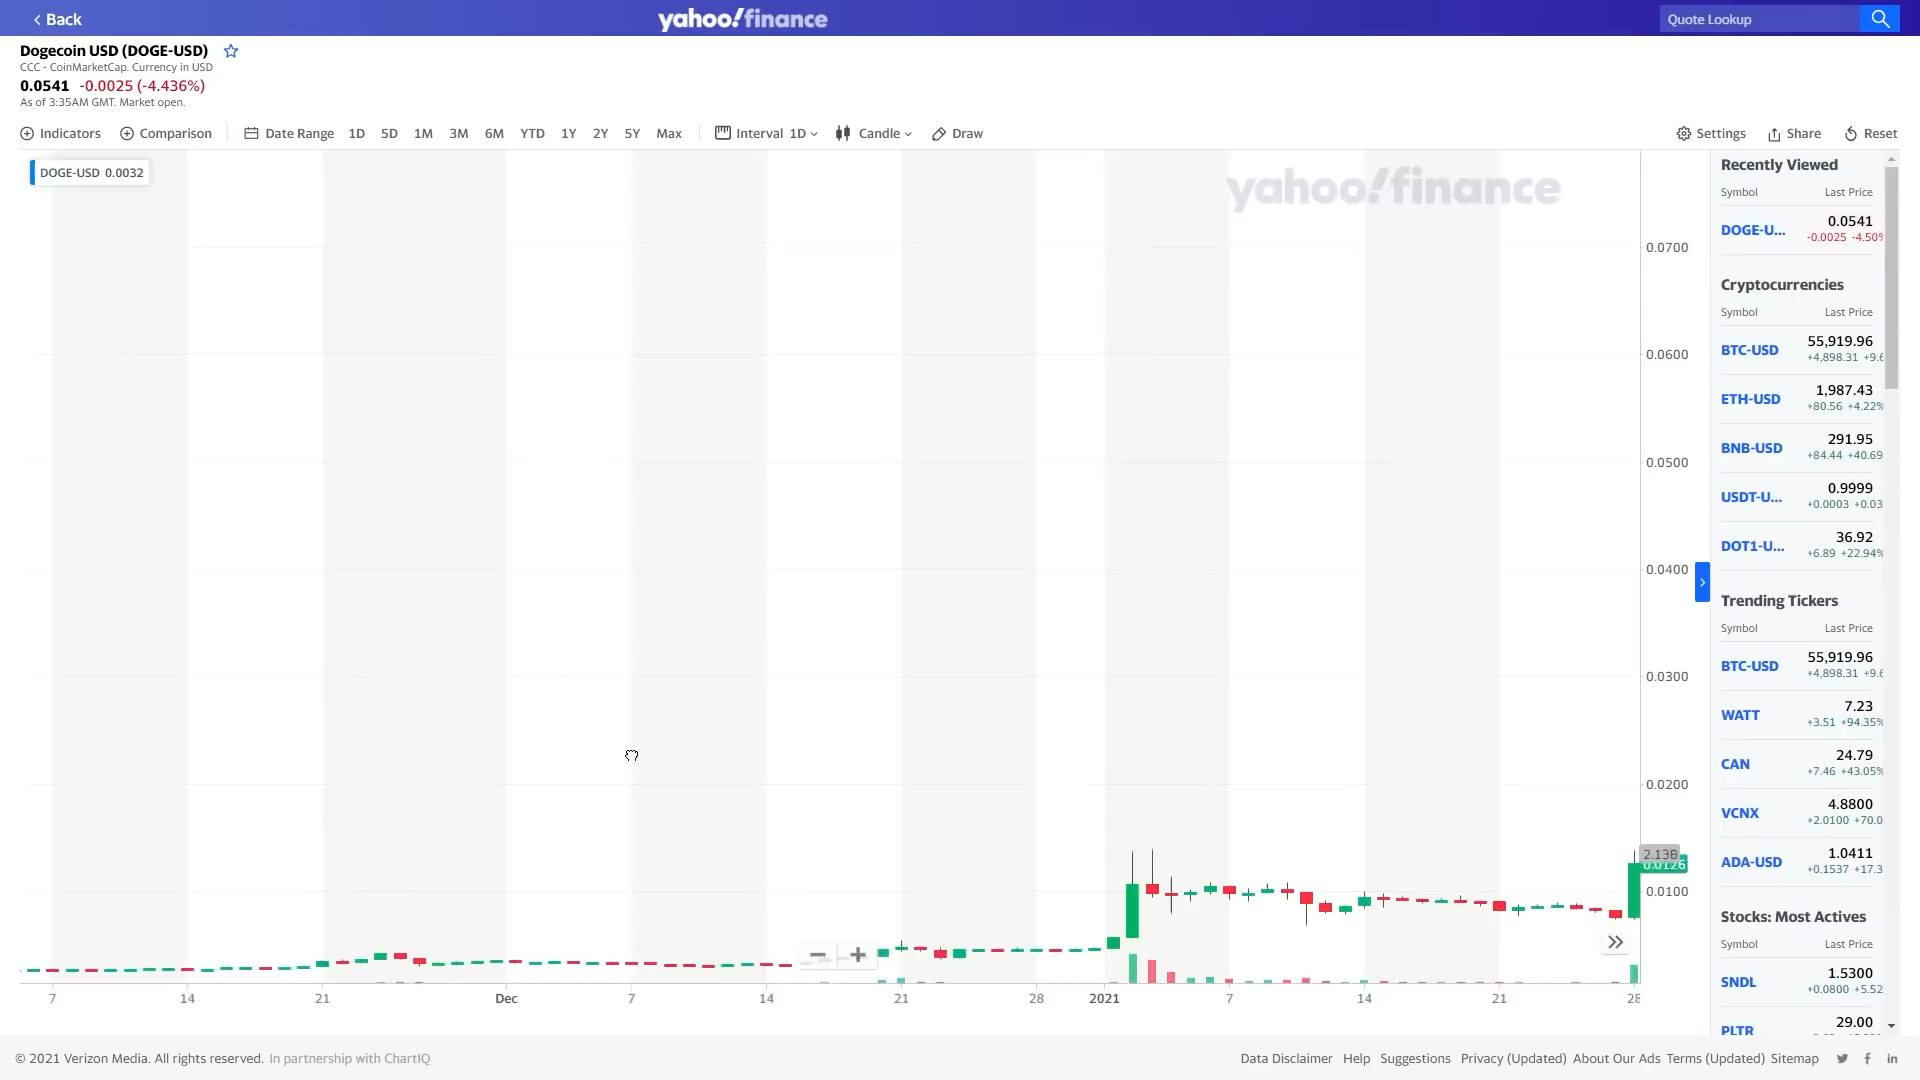 Back
yahoo!finance
Quote Lookup
Dogecoin USD (DOGE-USD)
CCC - CoinMarketCap. Currency in USD
0.0541 -0.0025 (-4.436%)
As of 3:35AM GMT. Market open.
Indicators Comparison Date Range 1D 5D 1M 3M 6M YTD 1Y 2Y 5Y Max Interval 1D Candle Draw Settings Share Reset
DOGE-USD 0.0032
yahoo!finance
0.0700
0.0600
0.0500
0.0400
0.0300
0.0200
2.138
0.0126
0.0100
7 14 21 Dec 7 14 21 28 2021 7 14 21 28
Recently Viewed
Symbol Last Price
DOGE-U... 0.0541
-0.0025 -4.50%
Cryptocurrencies
Symbol Last Price
BTC-USD 55,919.96
+4,898.31 +9.6
ETH-USD 1,987.43
+80.56 +4.22%
BNB-USD 291.95
+84.44 +40.69
USDT-U... 0.9999
+0.0003 +0.03
DOT1-U... 36.92
+6.89 +22.94%
Trending Tickers
Symbol Last Price
BTC-USD 55,919.96
+4,898.31 +9.6
WATT 7.23
+3.51 +94.35%
CAN 24.79
+7.46 +43.05%
VCNX 4.8800
+2.0100 +70.0
ADA-USD 1.0411
+0.1537 +17.3
Stocks: Most Actives
Symbol Last Price
SNDL 1.5300
+0.0800 +5.52
PLTR 29.00
© 2021 Verizon Media. All rights reserved. In partnership with ChartIQ
Data Disclaimer Help Suggestions Privacy (Updated) About Our Ads Terms (Updated) Sitemap